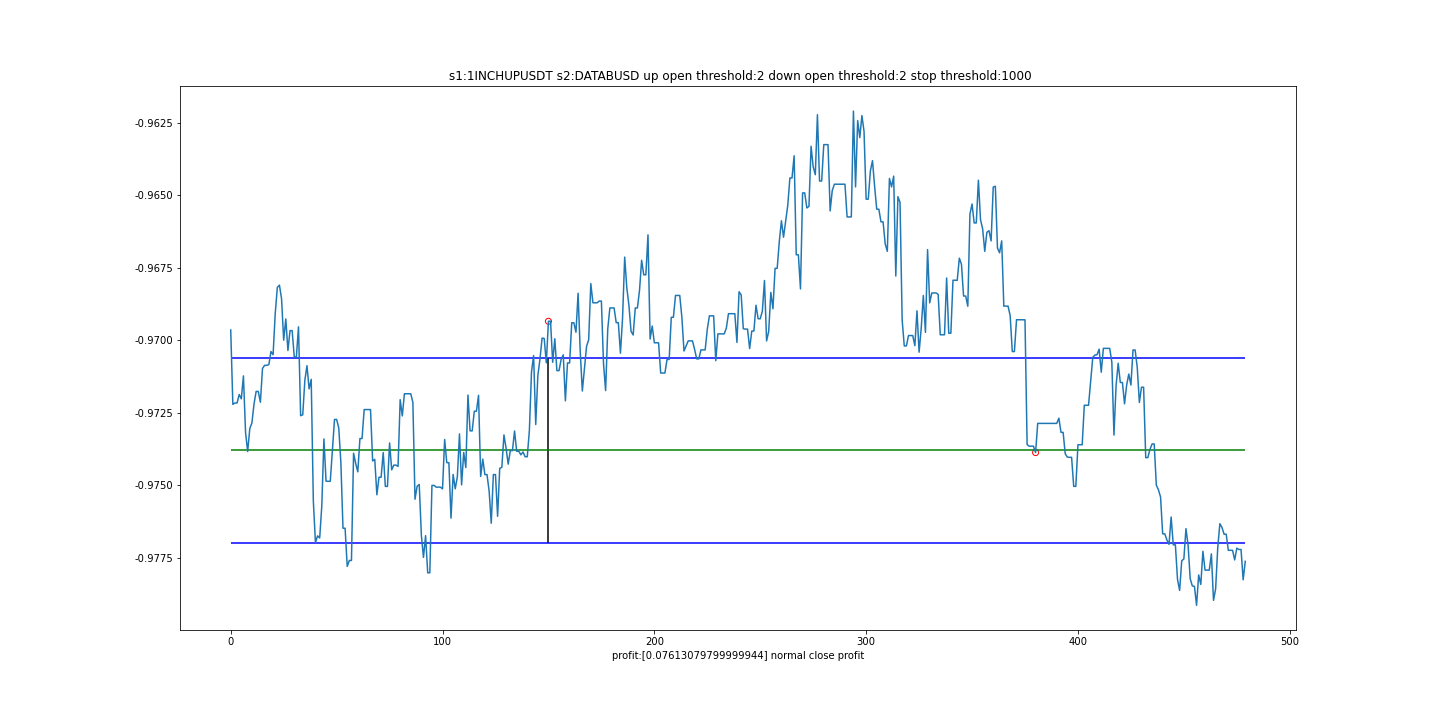 s1:1INCHUPUSDT s2:DATABUSD up open threshold:2 down open threshold:2 stop threshold:1000
-0.9625
-0.9650
-0.9675
-0.9700
-0.9725
-0.9750
-0.9775
0 100 200 300 400 500
profit:[0.07613079799999944] normal close profit